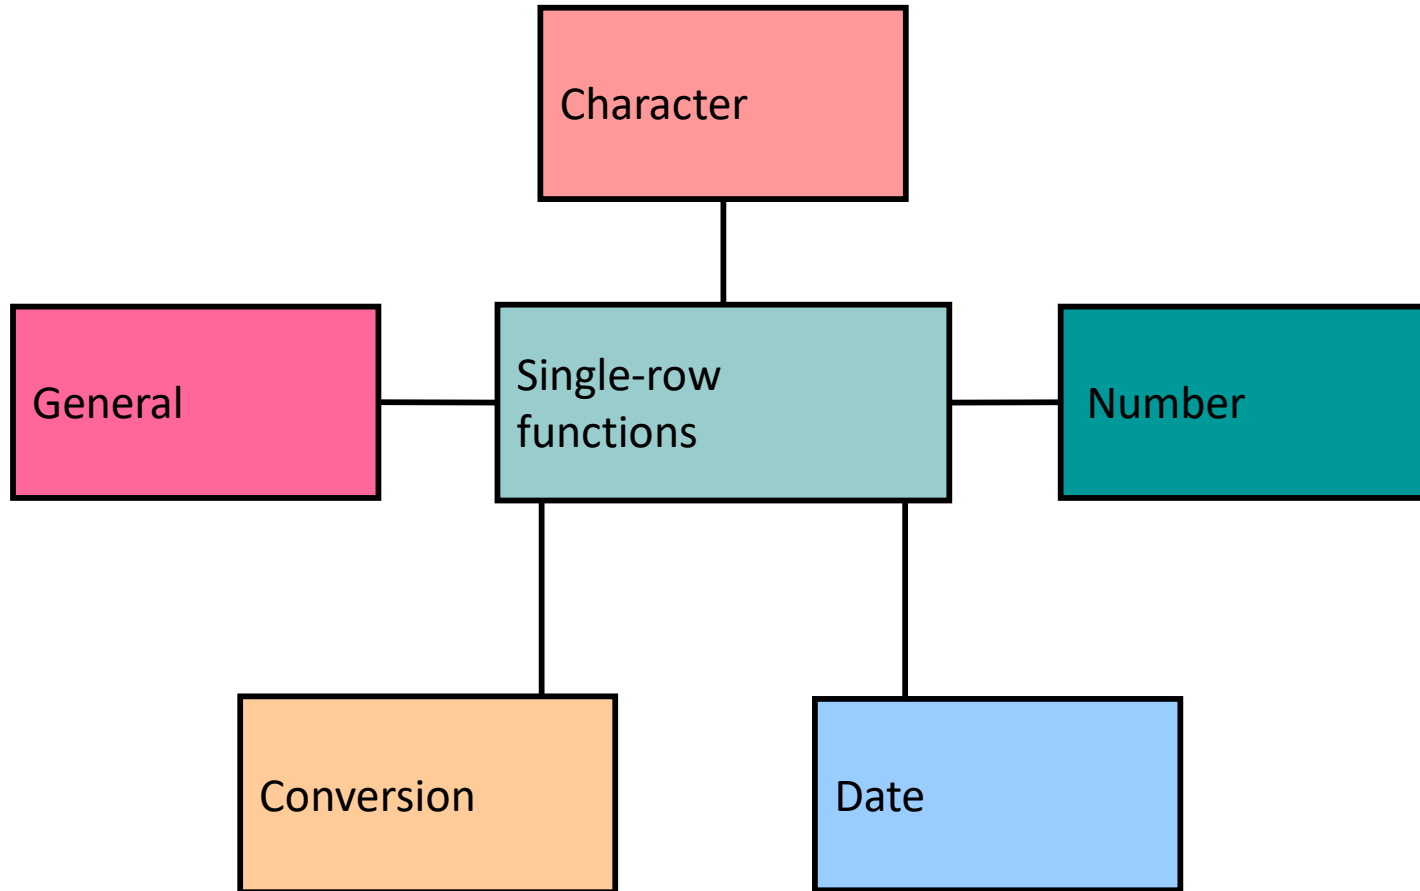 Character
General
Single-row
functions
Number
Conversion
Date